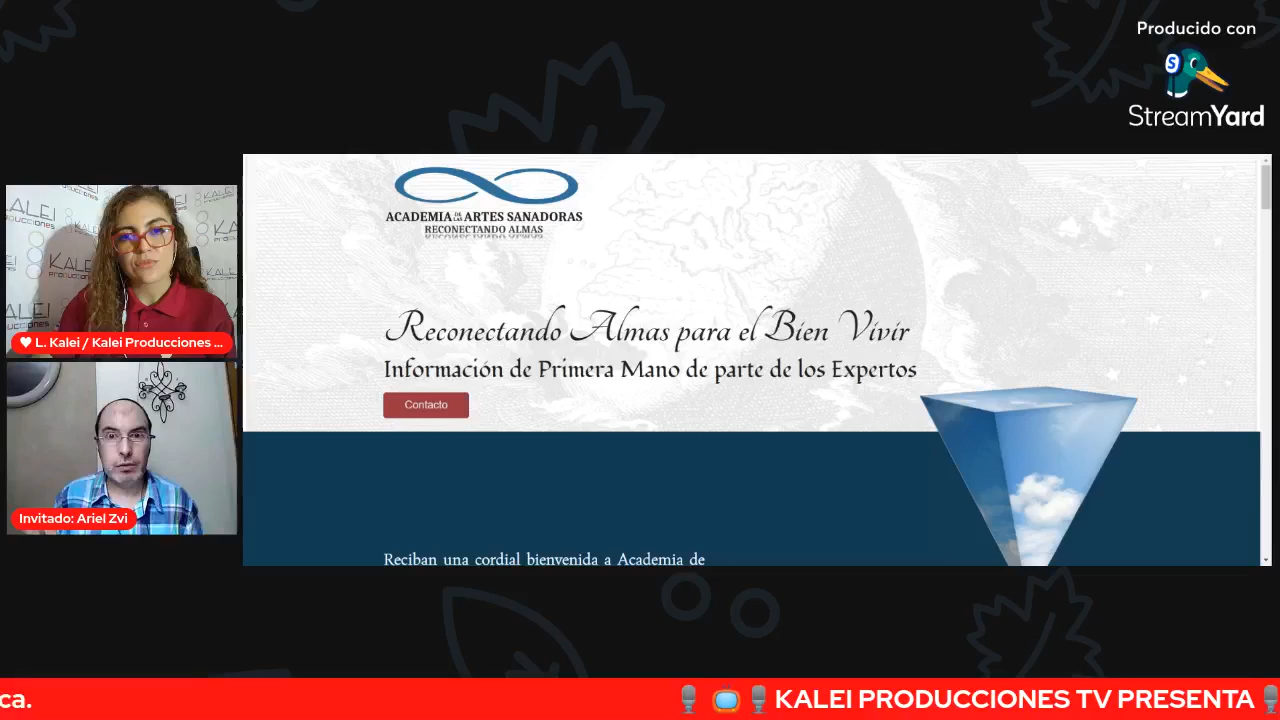 Producido con
StreamYard
ACADEMIA DE LAS ARTES SANADORAS
RECONECTANDO ALMAS
Reconectando Almas para el Bien Vivir
Información de Primera Mano de parte de los Expertos
Contacto
Reciban una cordial bienvenida a Academia de
KALEI
PRODUCCIONES
L. Kalei / Kalei Producciones ...
Invitado: Ariel Zvi
ca.
KALEI PRODUCCIONES TV PRESENTA